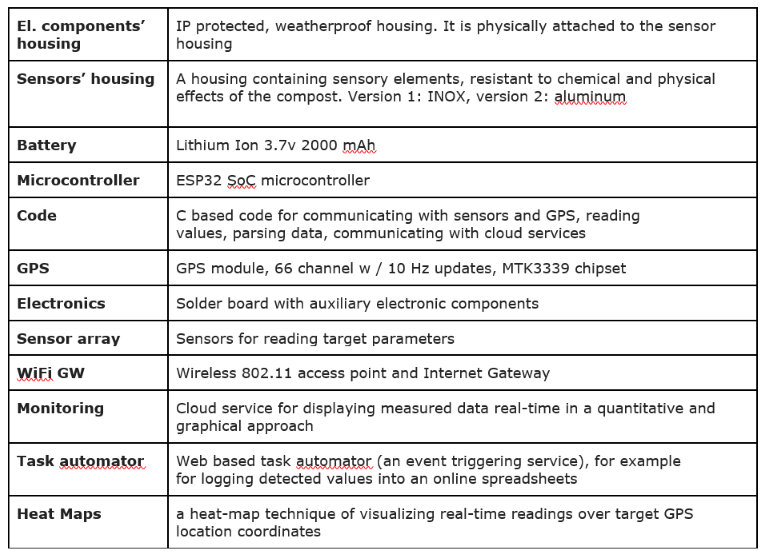 El. components’
housing
IP protected, weatherproof housing. It is physically attached to the sensor
housing
Sensors’ housing
A housing containing sensory elements, resistant to chemical and physical
effects of the compost. Version 1: INOX, version 2: aluminum
Battery
Lithium Ion 3.7v 2000 mAh
Microcontroller
ESP32 SoC microcontroller
Code
C based code for communicating with sensors and GPS, reading
values, parsing data, communicating with cloud services
GPS
GPS module, 66 channel w / 10 Hz updates, MTK3339 chipset
Electronics
Solder board with auxiliary electronic components
Sensor array
Sensors for reading target parameters
WiFi GW
Wireless 802.11 access point and Internet Gateway
Monitoring
Cloud service for displaying measured data real-time in a quantitative and
graphical approach
Task automator
Web based task automator (an event triggering service), for example
for logging detected values into an online spreadsheets
Heat Maps
a heat-map technique of visualizing real-time readings over target GPS
location coordinates